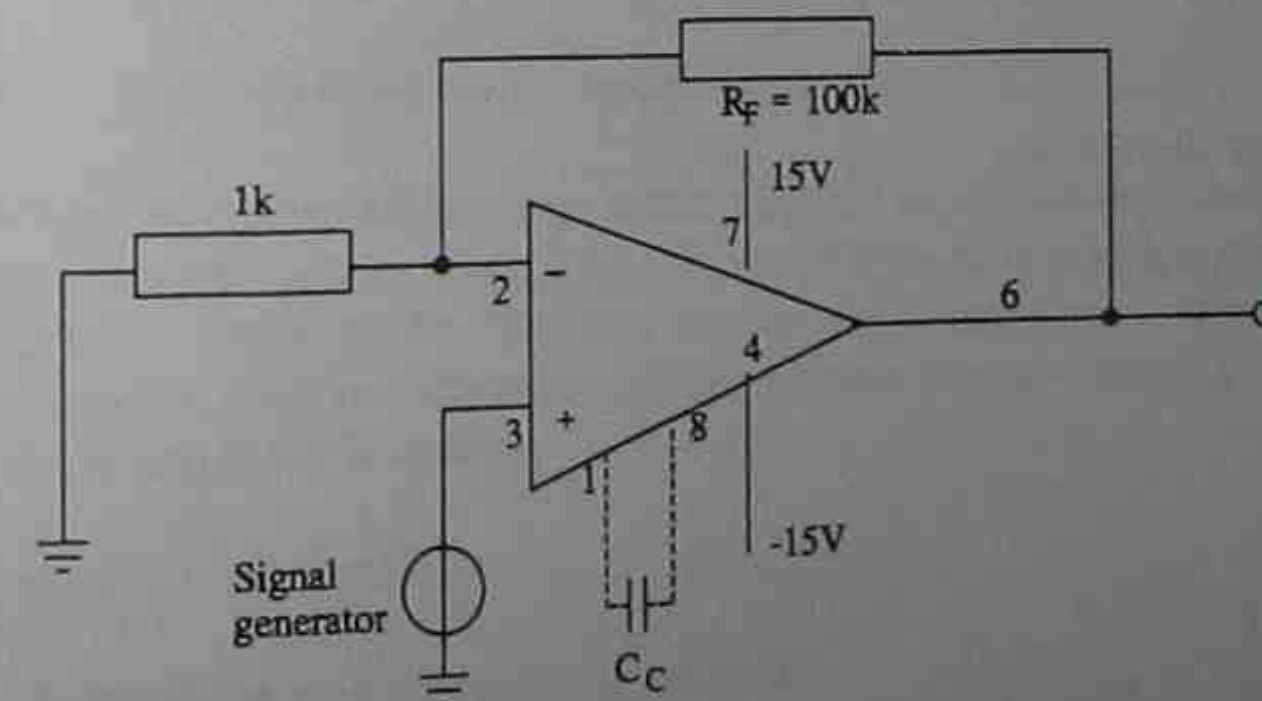 R_F = 100k
15V
1k
7
2
-
6
4
3
+
8
1
-15V
Signal
generator
C_C